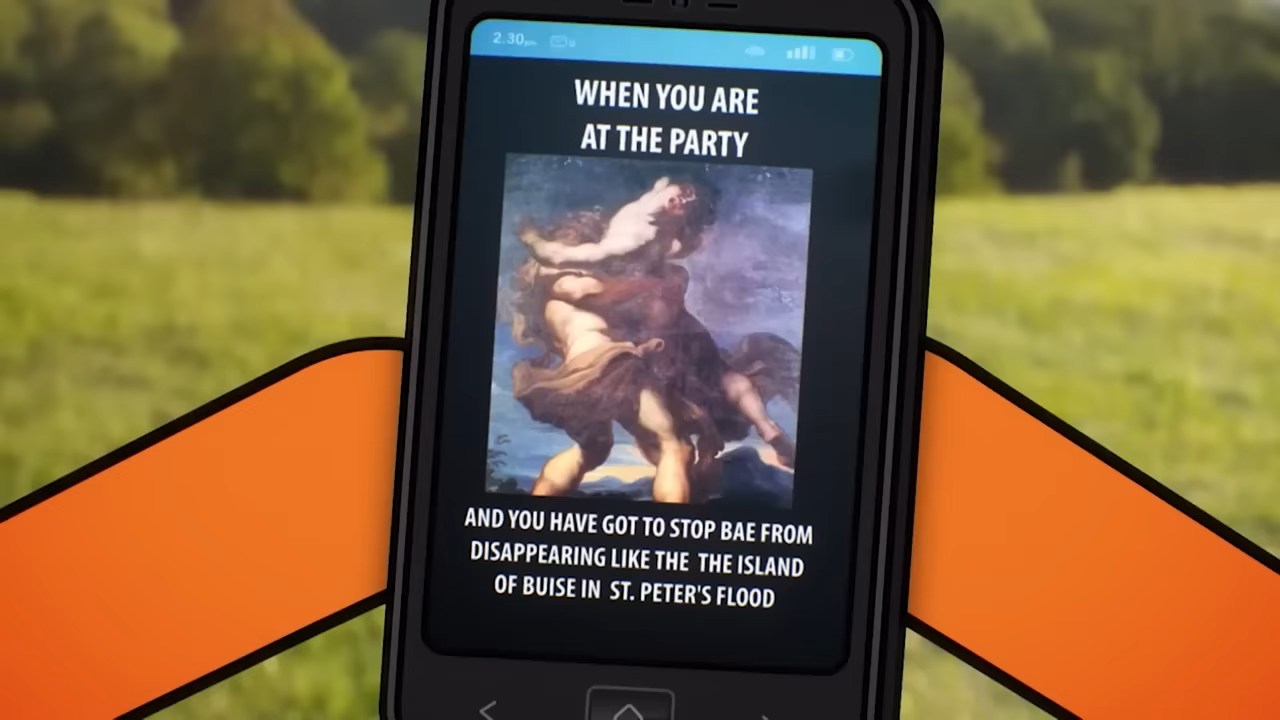 2.30pm
WHEN YOU ARE
AT THE PARTY
AND YOU HAVE GOT TO STOP BAE FROM
DISAPPEARING LIKE THE THE ISLAND
OF BUISE IN ST. PETER'S FLOOD